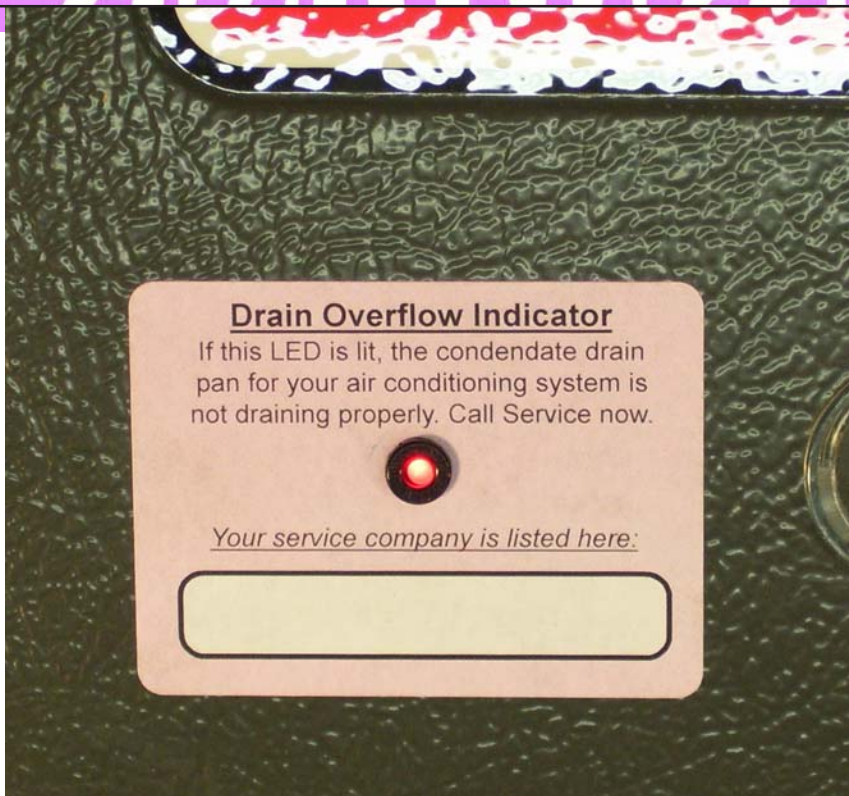 Drain Overflow Indicator
If this LED is lit, the condendate drain
pan for your air conditioning system is
not draining properly. Call Service now.
Your service company is listed here: